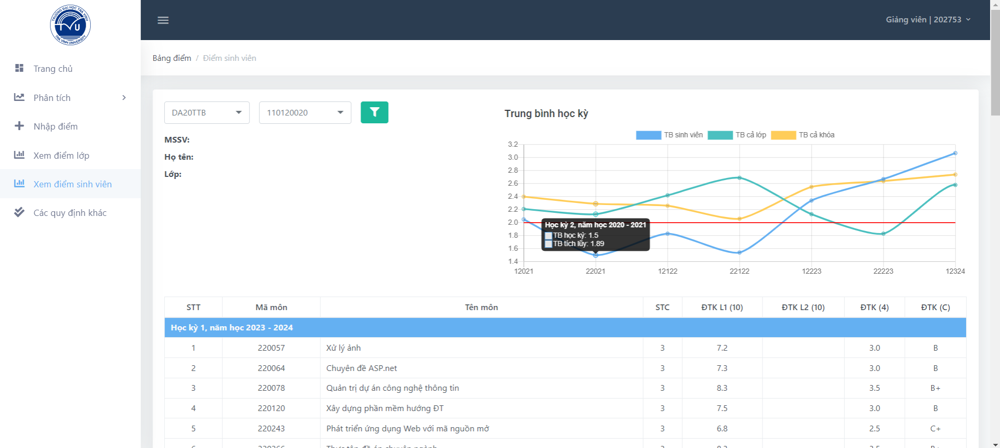 TRƯỜNG ĐẠI HỌC TRÀ VINH
TVU
TRA VINH UNIVERSITY
Giảng viên | 202753
Trang chủ
Phân tích
Nhập điểm
Xem điểm lớp
Xem điểm sinh viên
Các quy định khác
Bảng điểm / Điểm sinh viên
DA20TTB 110120020
MSSV:
Họ tên:
Lớp:
Trung bình học kỳ
TB sinh viên TB cả lớp TB cả khóa
3.2
3.0
2.8
2.6
2.4
2.2
2.0
1.8
1.6
1.4
Học kỳ 2, năm học 2020 - 2021
TB học kỳ: 1.5
TB tích lũy: 1.89
12021 22021 12122 22122 12223 22223 12324
STT Mã môn Tên môn STC ĐTK L1 (10) ĐTK L2 (10) ĐTK (4) ĐTK (C)
Học kỳ 1, năm học 2023 - 2024
1 220057 Xử lý ảnh 3 7.2 3.0 B
2 220064 Chuyên đề ASP.net 3 7.3 3.0 B
3 220078 Quản trị dự án công nghệ thông tin 3 8.3 3.5 B+
4 220120 Xây dựng phần mềm hướng ĐT 3 7.5 3.0 B
5 220243 Phát triển ứng dụng Web với mã nguồn mở 3 6.8 2.5 C+